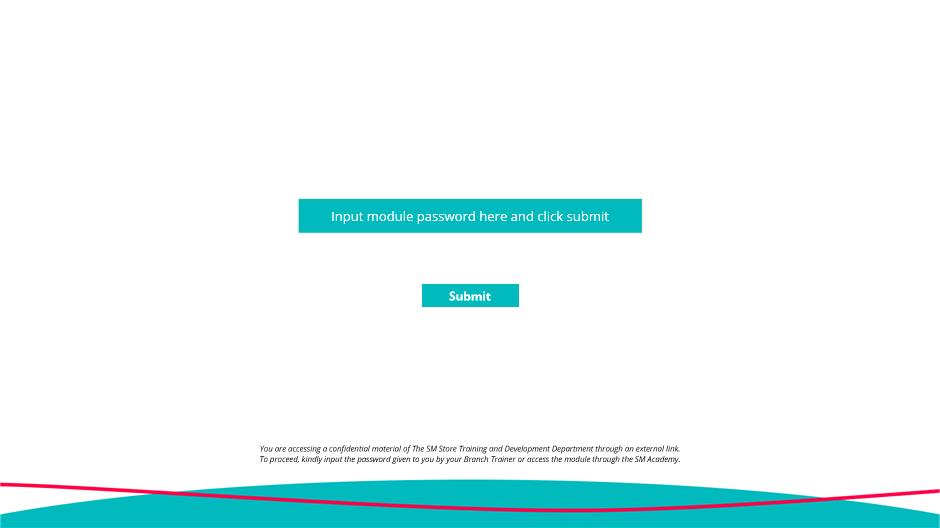 Input module password here and click submit
Submit
You are accessing a confidential material of The SM Store Training and Development Department through an external link.
To proceed, kindly input the password given to you by your Branch Trainer or access the module through the SM Academy.